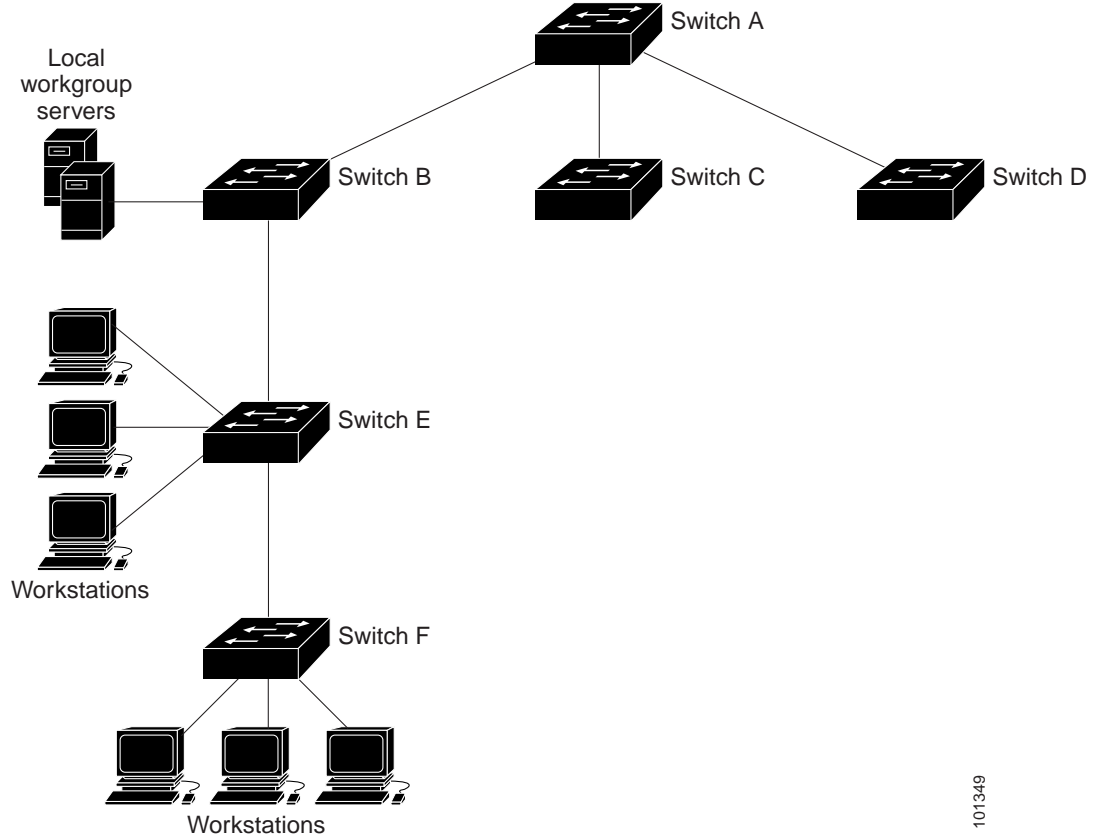 Switch A
Local
workgroup
servers
Switch B
Switch C
Switch D
Switch E
Workstations
Switch F
Workstations
101349